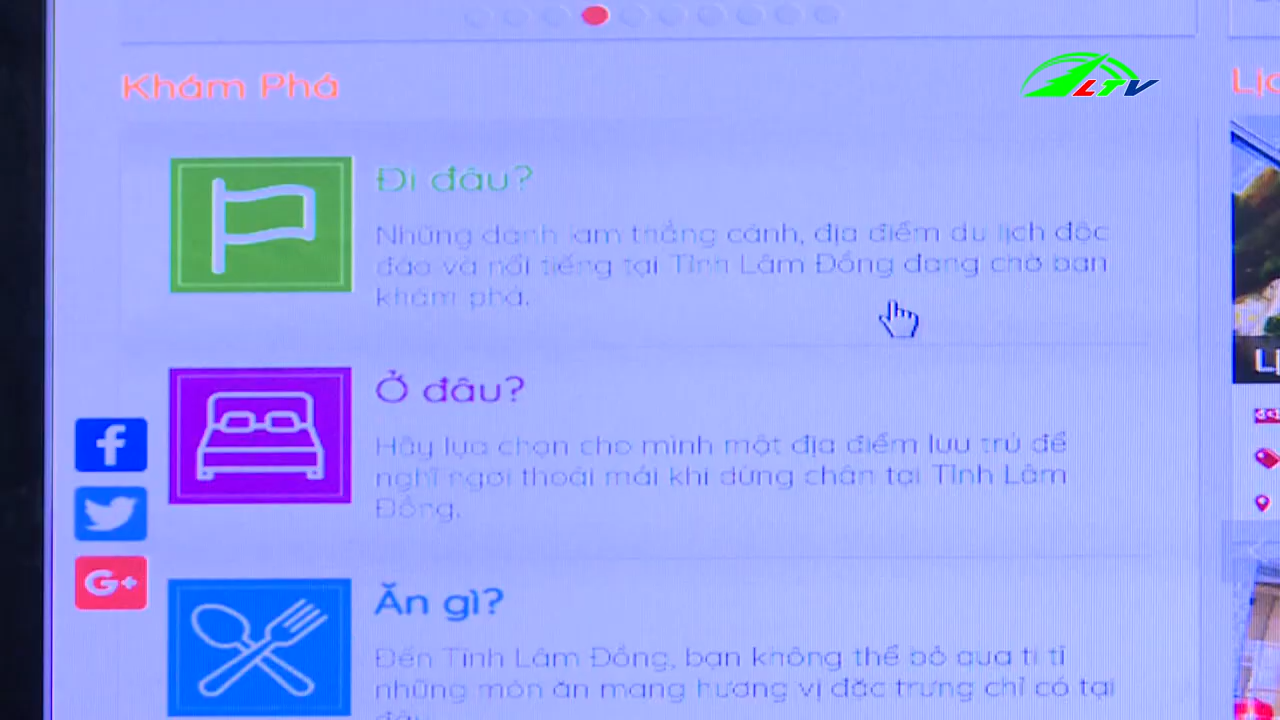 Khám Phá
LTV
Đi đâu?
Những danh lam thắng cảnh, địa điểm du lịch độc
đáo và nổi tiếng tại Tỉnh Lâm Đồng đang chờ bạn
khám phá.
Ở đâu?
Hãy lựa chọn cho mình một địa điểm lưu trú để
nghỉ ngơi thoải mái khi dừng chân tại Tỉnh Lâm
Đồng.
Ăn gì?
Đến Tỉnh Lâm Đồng, bạn không thể bỏ qua
những món ăn mang hương vị đặc trưng chỉ có tại
f
G+